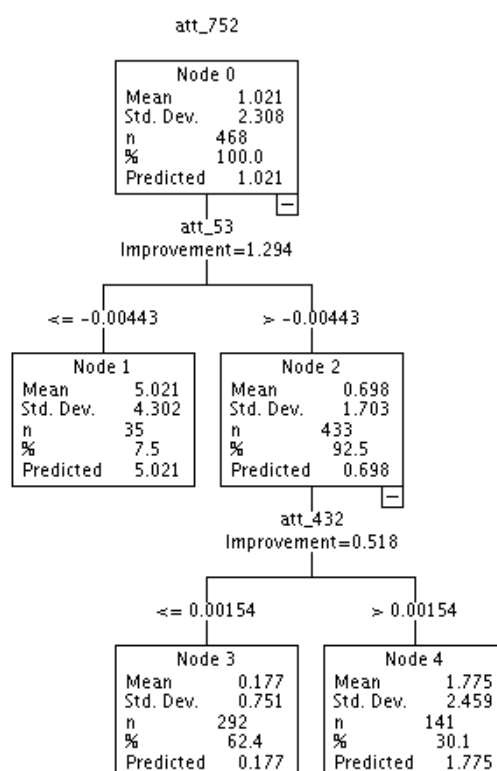 att_752
Node 0
Mean 1.021
Std. Dev. 2.308
n 468
% 100.0
Predicted 1.021
att_53
Improvement=1.294
<= -0.00443 > -0.00443
Node 1
Mean 5.021
Std. Dev. 4.302
n 35
% 7.5
Predicted 5.021
Node 2
Mean 0.698
Std. Dev. 1.703
n 433
% 92.5
Predicted 0.698
att_432
Improvement=0.518
<= 0.00154 > 0.00154
Node 3
Mean 0.177
Std. Dev. 0.751
n 292
% 62.4
Predicted 0.177
Node 4
Mean 1.775
Std. Dev. 2.459
n 141
% 30.1
Predicted 1.775